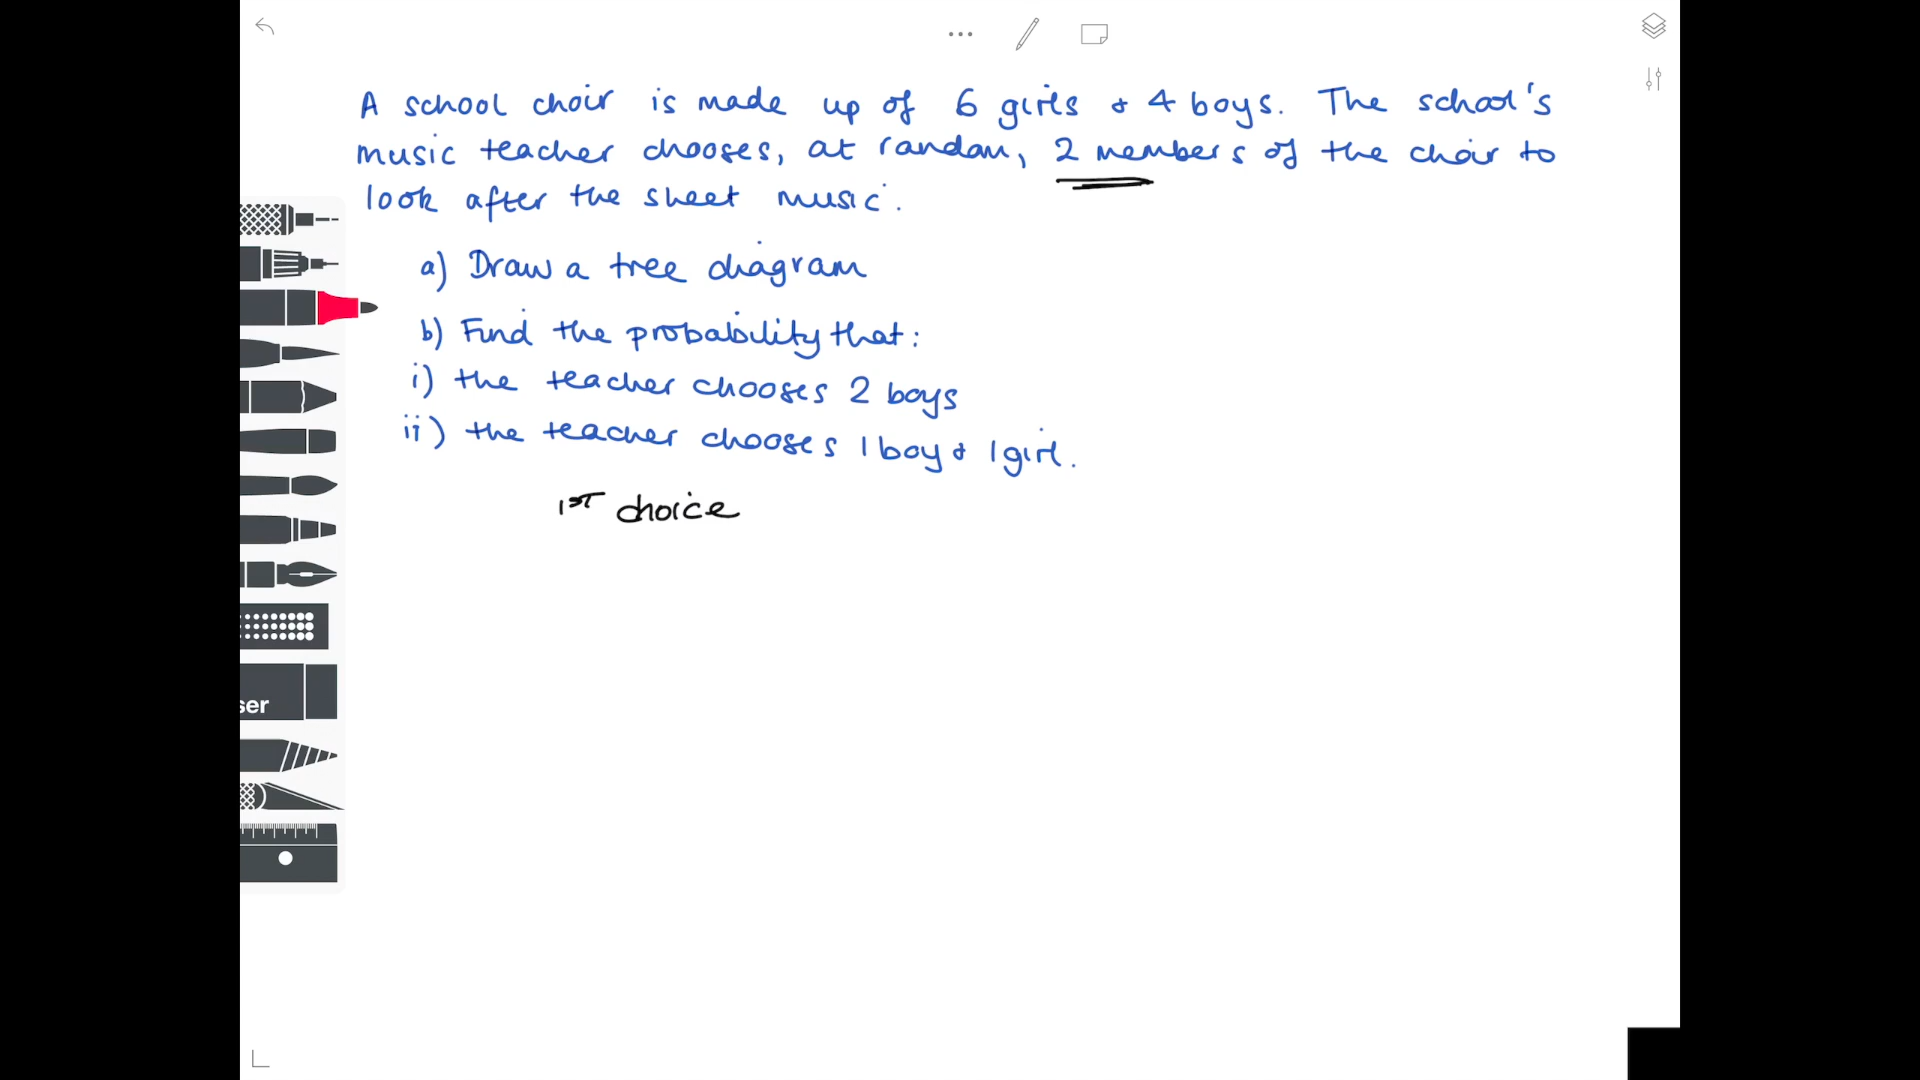 A school choir is made up of 6 girls & 4 boys. The school's
music teacher chooses, at random, 2 members of the choir to
look after the sheet music.
a) Draw a tree diagram
b) Find the probability that:
i) the teacher chooses 2 boys
ii) the teacher chooses 1 boy & 1 girl.
1ST choice
ser